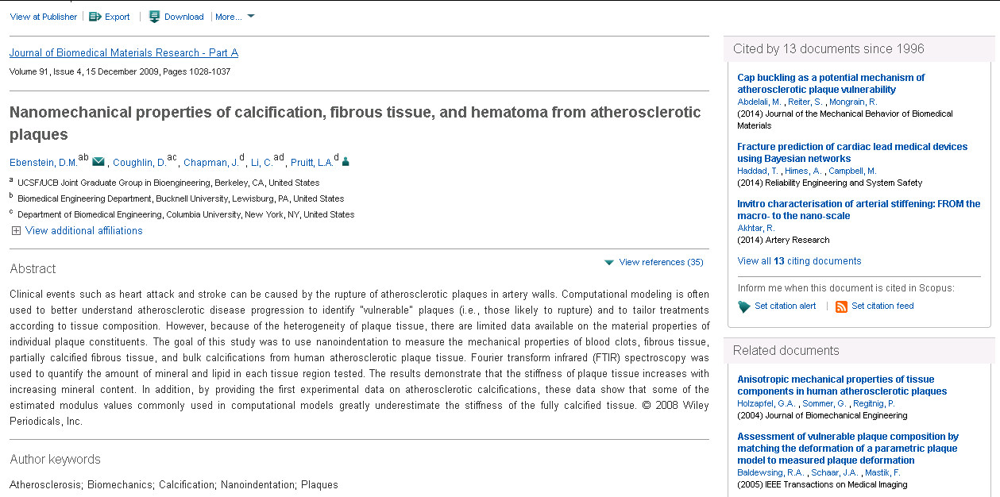 View at Publisher | Export | Download | More...
Journal of Biomedical Materials Research - Part A
Volume 91, Issue 4, 15 December 2009, Pages 1028-1037
Nanomechanical properties of calcification, fibrous tissue, and hematoma from atherosclerotic
plaques
Ebenstein, D.M.ab , Coughlin, D.ac, Chapman, J.d, Li, C.ad, Pruitt, L.A.d
a UCSF/UCB Joint Graduate Group in Bioengineering, Berkeley, CA, United States
b Biomedical Engineering Department, Bucknell University, Lewisburg, PA, United States
c Department of Biomedical Engineering, Columbia University, New York, NY, United States
View additional affiliations
Abstract
View references (35)
Clinical events such as heart attack and stroke can be caused by the rupture of atherosclerotic plaques in artery walls. Computational modeling is often
used to better understand atherosclerotic disease progression to identify "vulnerable" plaques (i.e., those likely to rupture) and to tailor treatments
according to tissue composition. However, because of the heterogeneity of plaque tissue, there are limited data available on the material properties of
individual plaque constituents. The goal of this study was to use nanoindentation to measure the mechanical properties of blood clots, fibrous tissue,
partially calcified fibrous tissue, and bulk calcifications from human atherosclerotic plaque tissue. Fourier transform infrared (FTIR) spectroscopy was
used to quantify the amount of mineral and lipid in each tissue region tested. The results demonstrate that the stiffness of plaque tissue increases with
increasing mineral content. In addition, by providing the first experimental data on atherosclerotic calcifications, these data show that some of the
estimated modulus values commonly used in computational models greatly underestimate the stiffness of the fully calcified tissue. © 2008 Wiley
Periodicals, Inc.
Author keywords
Atherosclerosis; Biomechanics; Calcification; Nanoindentation; Plaques
Cited by 13 documents since 1996
Cap buckling as a potential mechanism of
atherosclerotic plaque vulnerability
Abdelali, M. , Reiter, S. , Mongrain, R.
(2014) Journal of the Mechanical Behavior of Biomedical
Materials
Fracture prediction of cardiac lead medical devices
using Bayesian networks
Haddad, T. , Himes, A. , Campbell, M.
(2014) Reliability Engineering and System Safety
Invitro characterisation of arterial stiffening: FROM the
macro- to the nano-scale
Akhtar, R.
(2014) Artery Research
View all 13 citing documents
Inform me when this document is cited in Scopus:
Set citation alert | Set citation feed
Related documents
Anisotropic mechanical properties of tissue
components in human atherosclerotic plaques
Holzapfel, G.A. , Sommer, G. , Regitnig, P.
(2004) Journal of Biomechanical Engineering
Assessment of vulnerable plaque composition by
matching the deformation of a parametric plaque
model to measured plaque deformation
Baldewsing, R.A. , Schaar, J.A. , Mastik, F.
(2005) IEEE Transactions on Medical Imaging